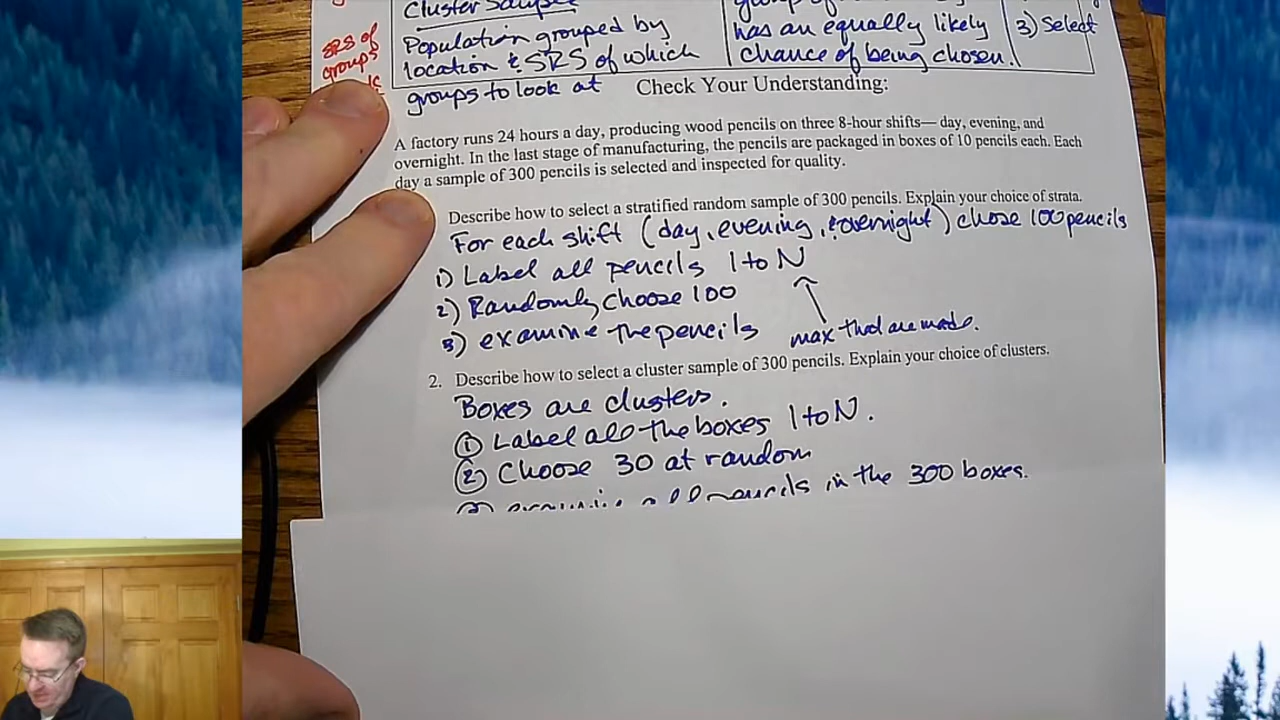 Cluster Sample
Population grouped by
location & SRS of which
groups to look at
SRS of
groups
has an equally likely
chance of being chosen.
3) Select
Check Your Understanding:
A factory runs 24 hours a day, producing wood pencils on three 8-hour shifts— day, evening, and
overnight. In the last stage of manufacturing, the pencils are packaged in boxes of 10 pencils each. Each
day a sample of 300 pencils is selected and inspected for quality.
Describe how to select a stratified random sample of 300 pencils. Explain your choice of strata.
For each shift (day, evening, & overnight) chose 100 pencils
1) Label all pencils 1 to N
2) Randomly choose 100
3) examine the pencils
max that are made.
2. Describe how to select a cluster sample of 300 pencils. Explain your choice of clusters.
Boxes are clusters.
① Label all the boxes 1 to N.
② Choose 30 at random
all pencils in the 300 boxes.